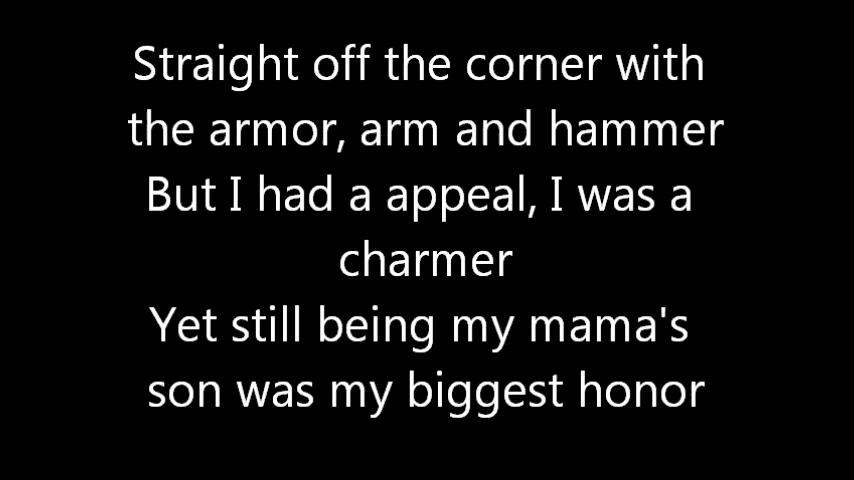 Straight off the corner with
the armor, arm and hammer
But I had a appeal, I was a
charmer
Yet still being my mama's
son was my biggest honor